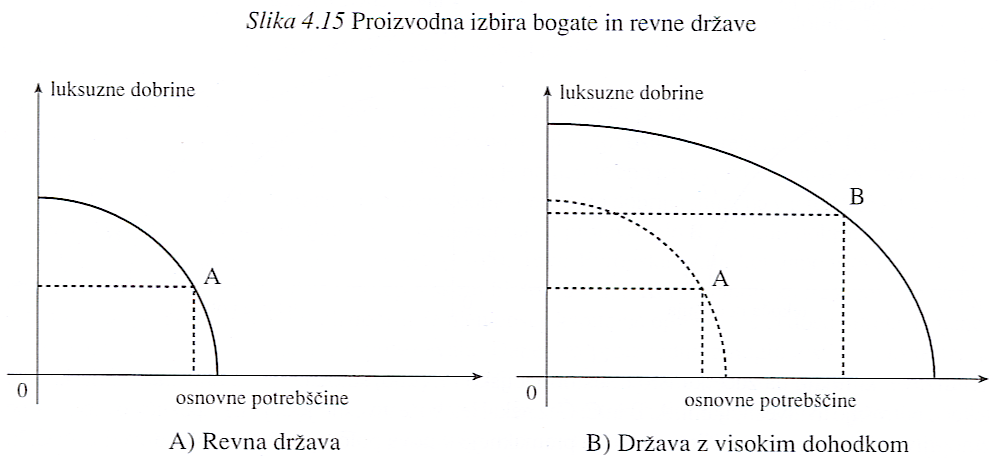 Slika 4.15 Proizvodna izbira bogate in revne države
luksuzne dobrine
A
0
osnovne potrebščine
A) Revna država
luksuzne dobrine
B
A
0
osnovne potrebščine
B) Država z visokim dohodkom